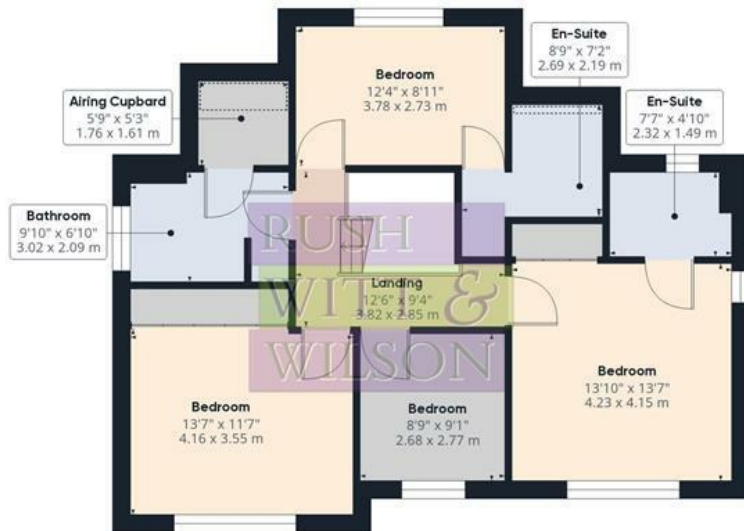 En-Suite
8'9" x 7'2"
2.69 x 2.19 m
Bedroom
12'4" x 8'11"
3.78 x 2.73 m
Airing Cupbard
5'9" x 5'3"
1.76 x 1.61 m
En-Suite
7'7" x 4'10"
2.32 x 1.49 m
Bathroom
9'10" x 6'10"
3.02 x 2.09 m
RUSH
WITT &
WILSON
Landing
12'6" x 9'4"
3.82 x 2.85 m
Bedroom
13'10" x 13'7"
4.23 x 4.15 m
Bedroom
13'7" x 11'7"
4.16 x 3.55 m
Bedroom
8'9" x 9'1"
2.68 x 2.77 m